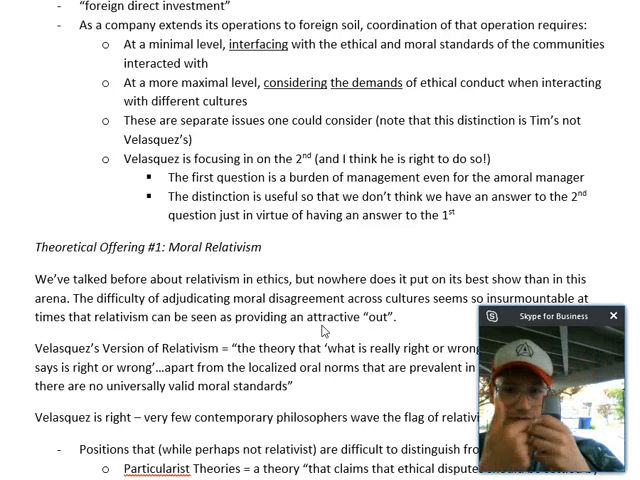 - “foreign direct investment”
- As a company extends its operations to foreign soil, coordination of that operation requires:
o At a minimal level, interfacing with the ethical and moral standards of the communities
interacted with
o At a more maximal level, considering the demands of ethical conduct when interacting
with different cultures
o These are separate issues one could consider (note that this distinction is Tim’s not
Velasquez’s)
o Velasquez is focusing in on the 2nd (and I think he is right to do so!)
▪ The first question is a burden of management even for the amoral manager
▪ The distinction is useful so that we don’t think we have an answer to the 2nd
question just in virtue of having an answer to the 1st
Theoretical Offering #1: Moral Relativism
We’ve talked before about relativism in ethics, but nowhere does it put on its best show than in this
arena. The difficulty of adjudicating moral disagreement across cultures seems so insurmountable at
times that relativism can be seen as providing an attractive “out”.
Skype for Business
Velasquez’s Version of Relativism = “the theory that ‘what is really right or wrong
says is right or wrong’…apart from the localized oral norms that are prevalent in
there are no universally valid moral standards”
Velasquez is right – very few contemporary philosophers wave the flag of relativi
- Positions that (while perhaps not relativist) are difficult to distinguish fro
o Particularist Theories = a theory “that claims that ethical dispute